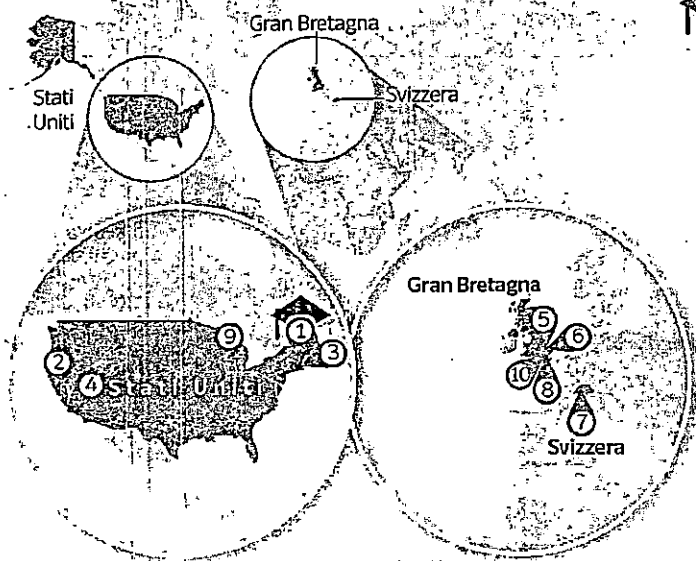 Gran Bretagna
Stati
Uniti
Svizzera
Gran Bretagna
1
2
3
4
9
Stati Uniti
5
6
10
8
7
Svizzera